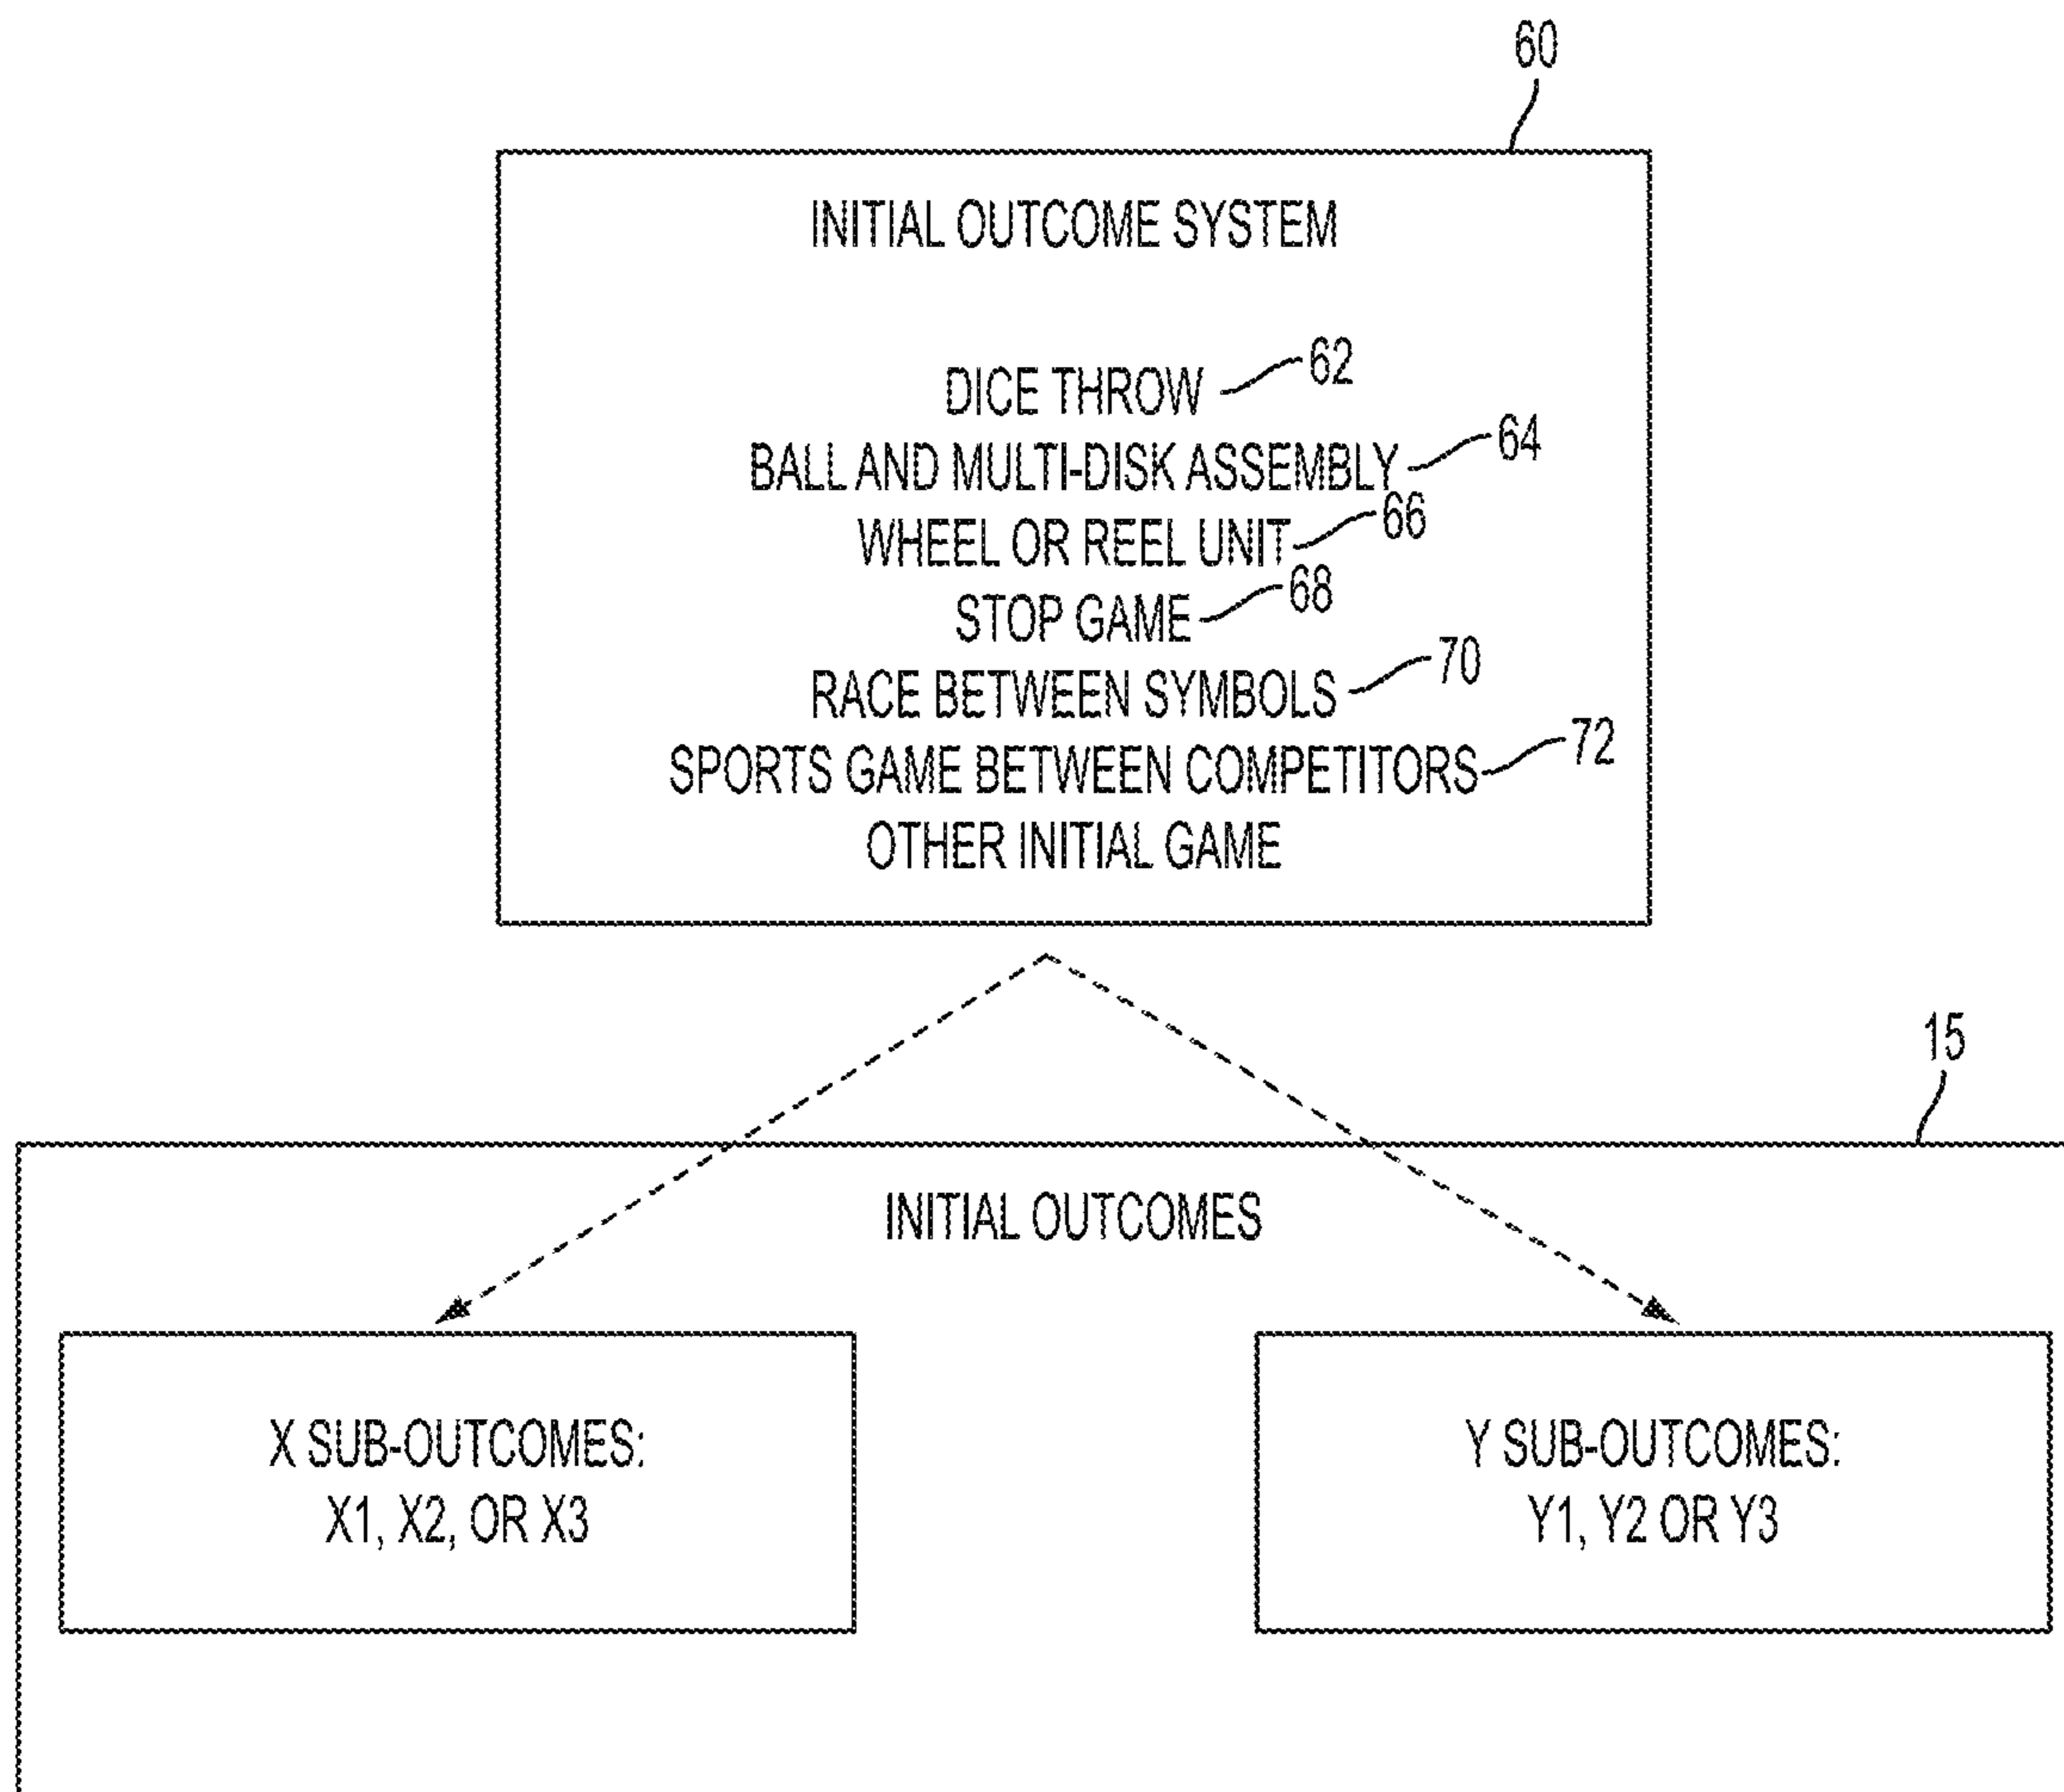 60
INITIAL OUTCOME SYSTEM
DICE THROW 62
BALL AND MULTI-DISK ASSEMBLY 64
WHEEL OR REEL UNIT 66
STOP GAME 68
RACE BETWEEN SYMBOLS 70
SPORTS GAME BETWEEN COMPETITORS 72
OTHER INITIAL GAME
15
INITIAL OUTCOMES
X SUB-OUTCOMES:
X1, X2, OR X3
Y SUB-OUTCOMES:
Y1, Y2 OR Y3